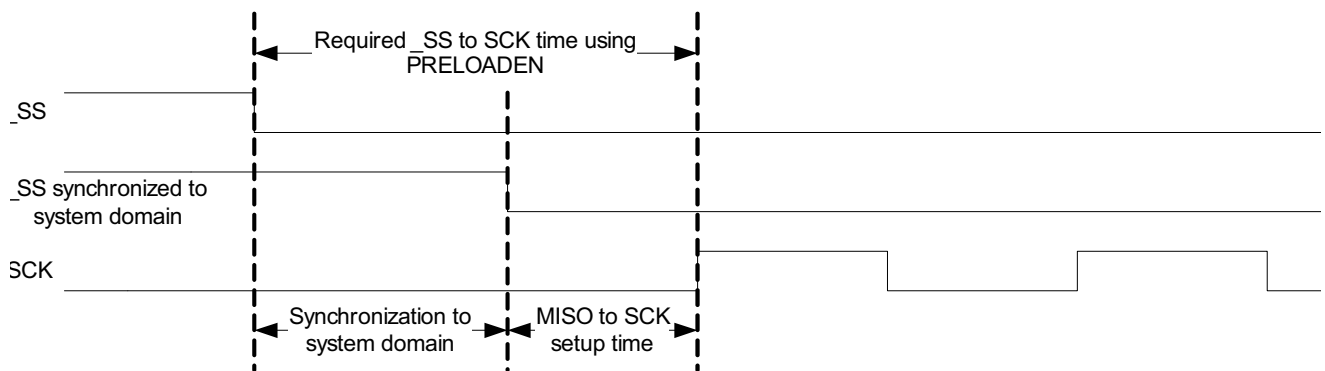 Required _SS to SCK time using
PRELOADEN
_SS
_SS synchronized to
system domain
SCK
Synchronization to
system domain
MISO to SCK
setup time